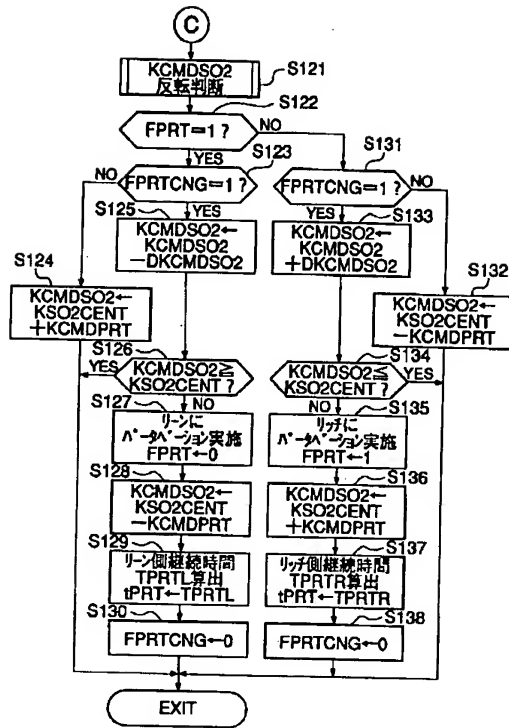 C
KCMDSO2
反転判断
S121
S122
FPRT=1?
NO
YES
S123
S131
NO
FPRTCNG=1?
FPRTCNG=1?
NO
S125
YES
YES
S133
KCMDSO2←
KCMDSO2
-DKCMDSO2
KCMDSO2←
KCMDSO2
+DKCMDSO2
S124
S132
KCMDSO2←
KSO2CENT
+KCMDPRT
KCMDSO2←
KSO2CENT
-KCMDPRT
S126
S134
YES
KCMDSO2≧
KSO2CENT?
KCMDSO2≦
KSO2CENT?
YES
S127
NO
NO
S135
リーンに
パータベーション実施
FPRT←0
リッチに
パータベーション実施
FPRT←1
S128
S136
KCMDSO2←
KSO2CENT
-KCMDPRT
KCMDSO2←
KSO2CENT
+KCMDPRT
S129
S137
リーン側継続時間
TPRTL算出
tPRT←TPRTL
リッチ側継続時間
TPRTR算出
tPRT←TPRTR
S130
S138
FPRTCNG←0
FPRTCNG←0
EXIT